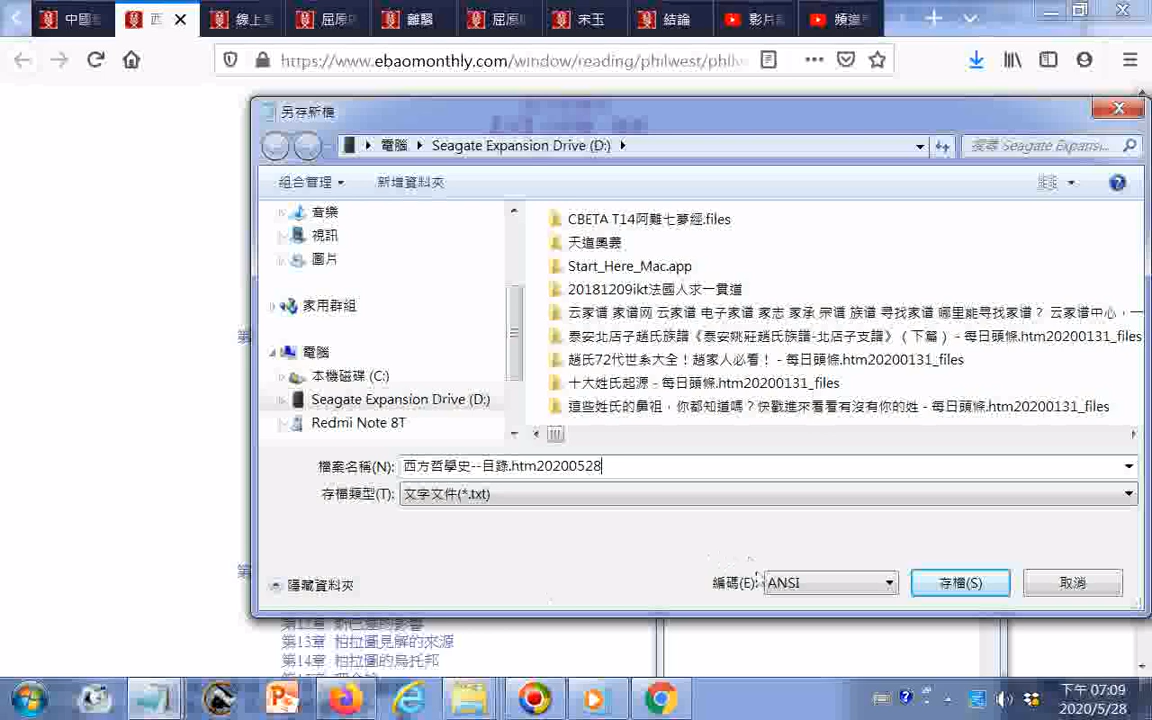 中國
西
線上
屈原
離騷
屈原
宋玉
結論
影片
頻道
https://www.ebaomonthly.com/window/reading/philwest/philw
另存新檔
電腦 Seagate Expansion Drive (D:)
搜尋 Seagate Expansi...
組合管理 新增資料夾
音樂
視訊
圖片
家用群組
電腦
本機磁碟 (C:)
Seagate Expansion Drive (D:)
Redmi Note 8T
CBETA T14阿難七夢經.files
天道奧義
Start_Here_Mac.app
20181209ikt法國人求一貫道
云家谱 家谱网 云家谱 电子家谱 家志 家承 宗谱 族谱 寻找家谱 哪里能寻找家谱？ 云家谱中心，一
泰安北店子趙氏族譜《泰安姚莊趙氏族譜-北店子支譜》（下篇）- 每日頭條.htm20200131_files
趙氏72代世系大全！趙家人必看！ - 每日頭條.htm20200131_files
十大姓氏起源 - 每日頭條.htm20200131_files
這些姓氏的鼻祖，你都知道嗎？快戳進來看看有沒有你的姓 - 每日頭條.htm20200131_files
檔案名稱(N): 西方哲學史--目錄.htm20200528
存檔類型(T): 文字文件(*.txt)
隱藏資料夾
編碼(E): ANSI
存檔(S)
取消
第
第
第12章 斯巴達的影響
第13章 柏拉圖見解的來源
第14章 柏拉圖的烏托邦
下午 07:09
2020/5/28